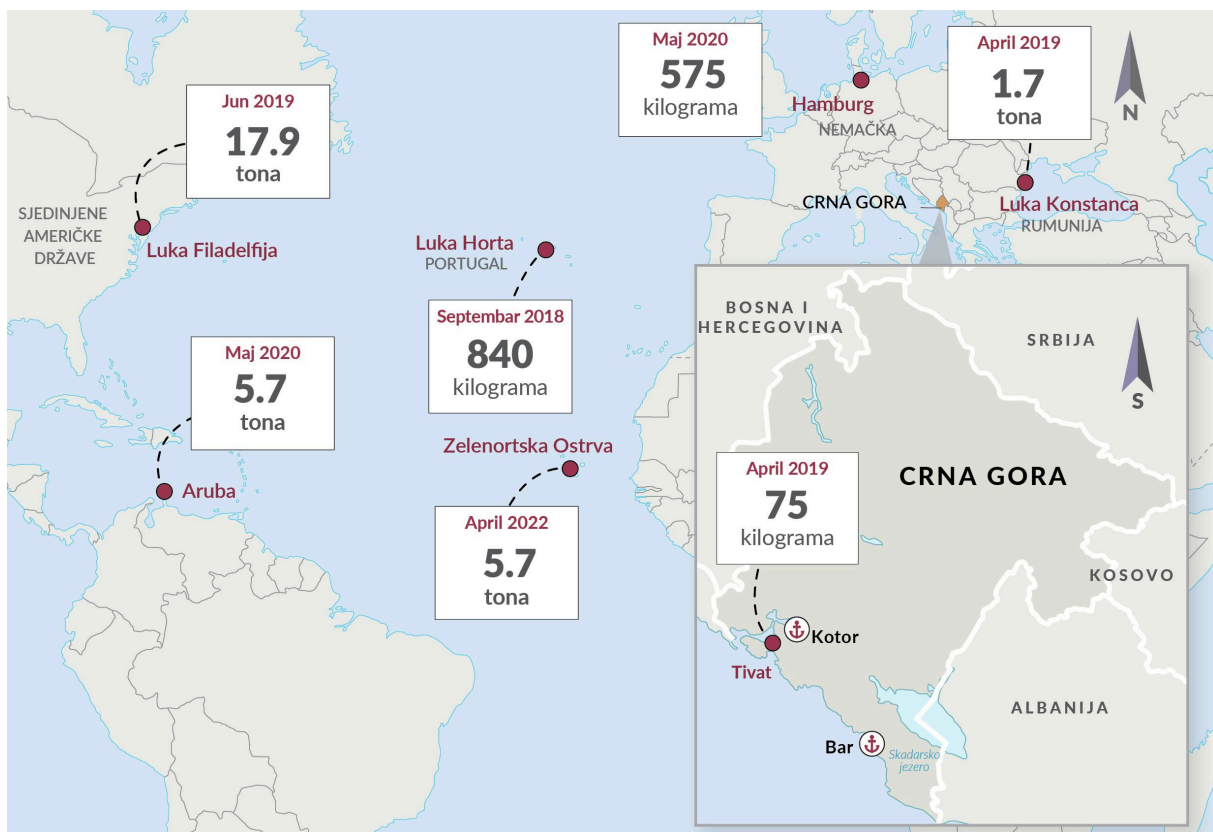 Jun 2019
17.9
tona
SJEDINJENE
AMERIČKE
DRŽAVE
Luka Filadelfija
Maj 2020
5.7
tona
Aruba
Luka Horta
PORTUGAL
Septembar 2018
840
kilograma
Zelenortska Ostrva
April 2022
5.7
tona
Maj 2020
575
kilograma
Hamburg
NEMAČKA
April 2019
1.7
tona
N
CRNA GORA
Luka Konstanca
RUMUNIJA
BOSNA I
HERCEGOVINA
SRBIJA
S
CRNA GORA
April 2019
75
kilograma
KOSOVO
Kotor
Tivat
ALBANIJA
Bar
Skadarsko
jezero